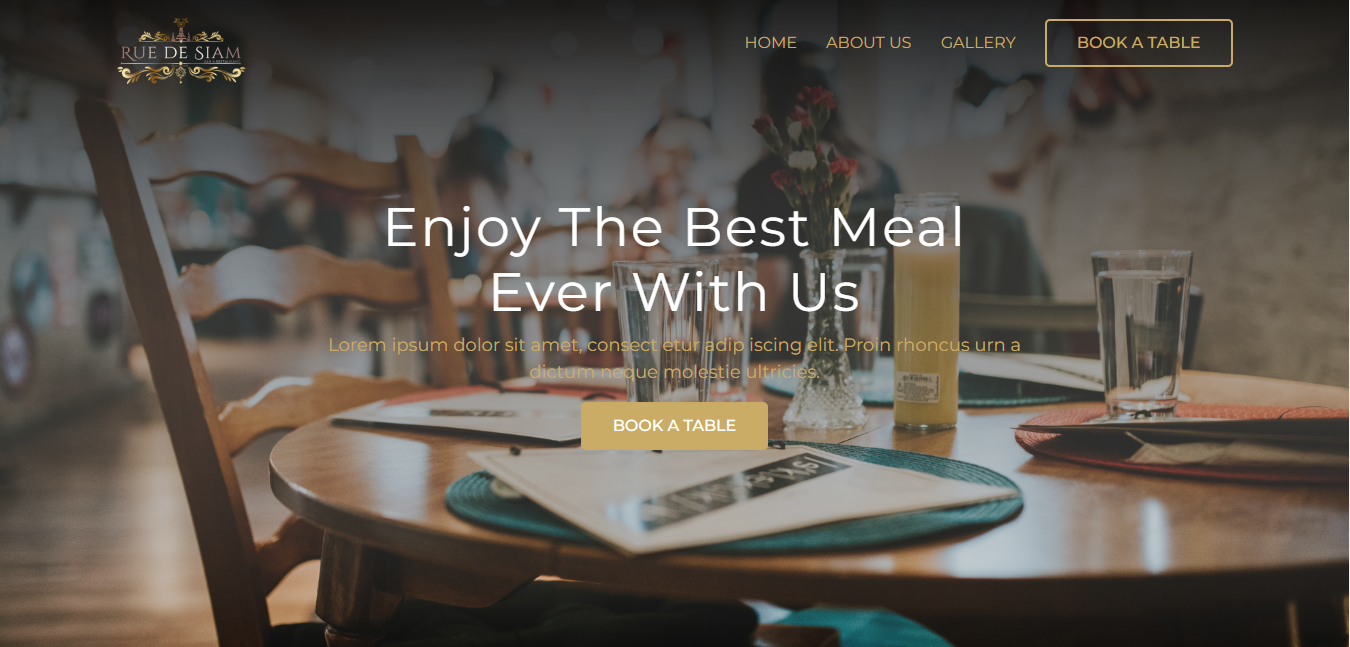 RUE DE SIAM
HOME ABOUT US GALLERY BOOK A TABLE
Enjoy The Best Meal
Ever With Us
Lorem ipsum dolor sit amet, consect etur adip iscing elit. Proin rhoncus urn a
dictum neque molestie ultricies.
BOOK A TABLE